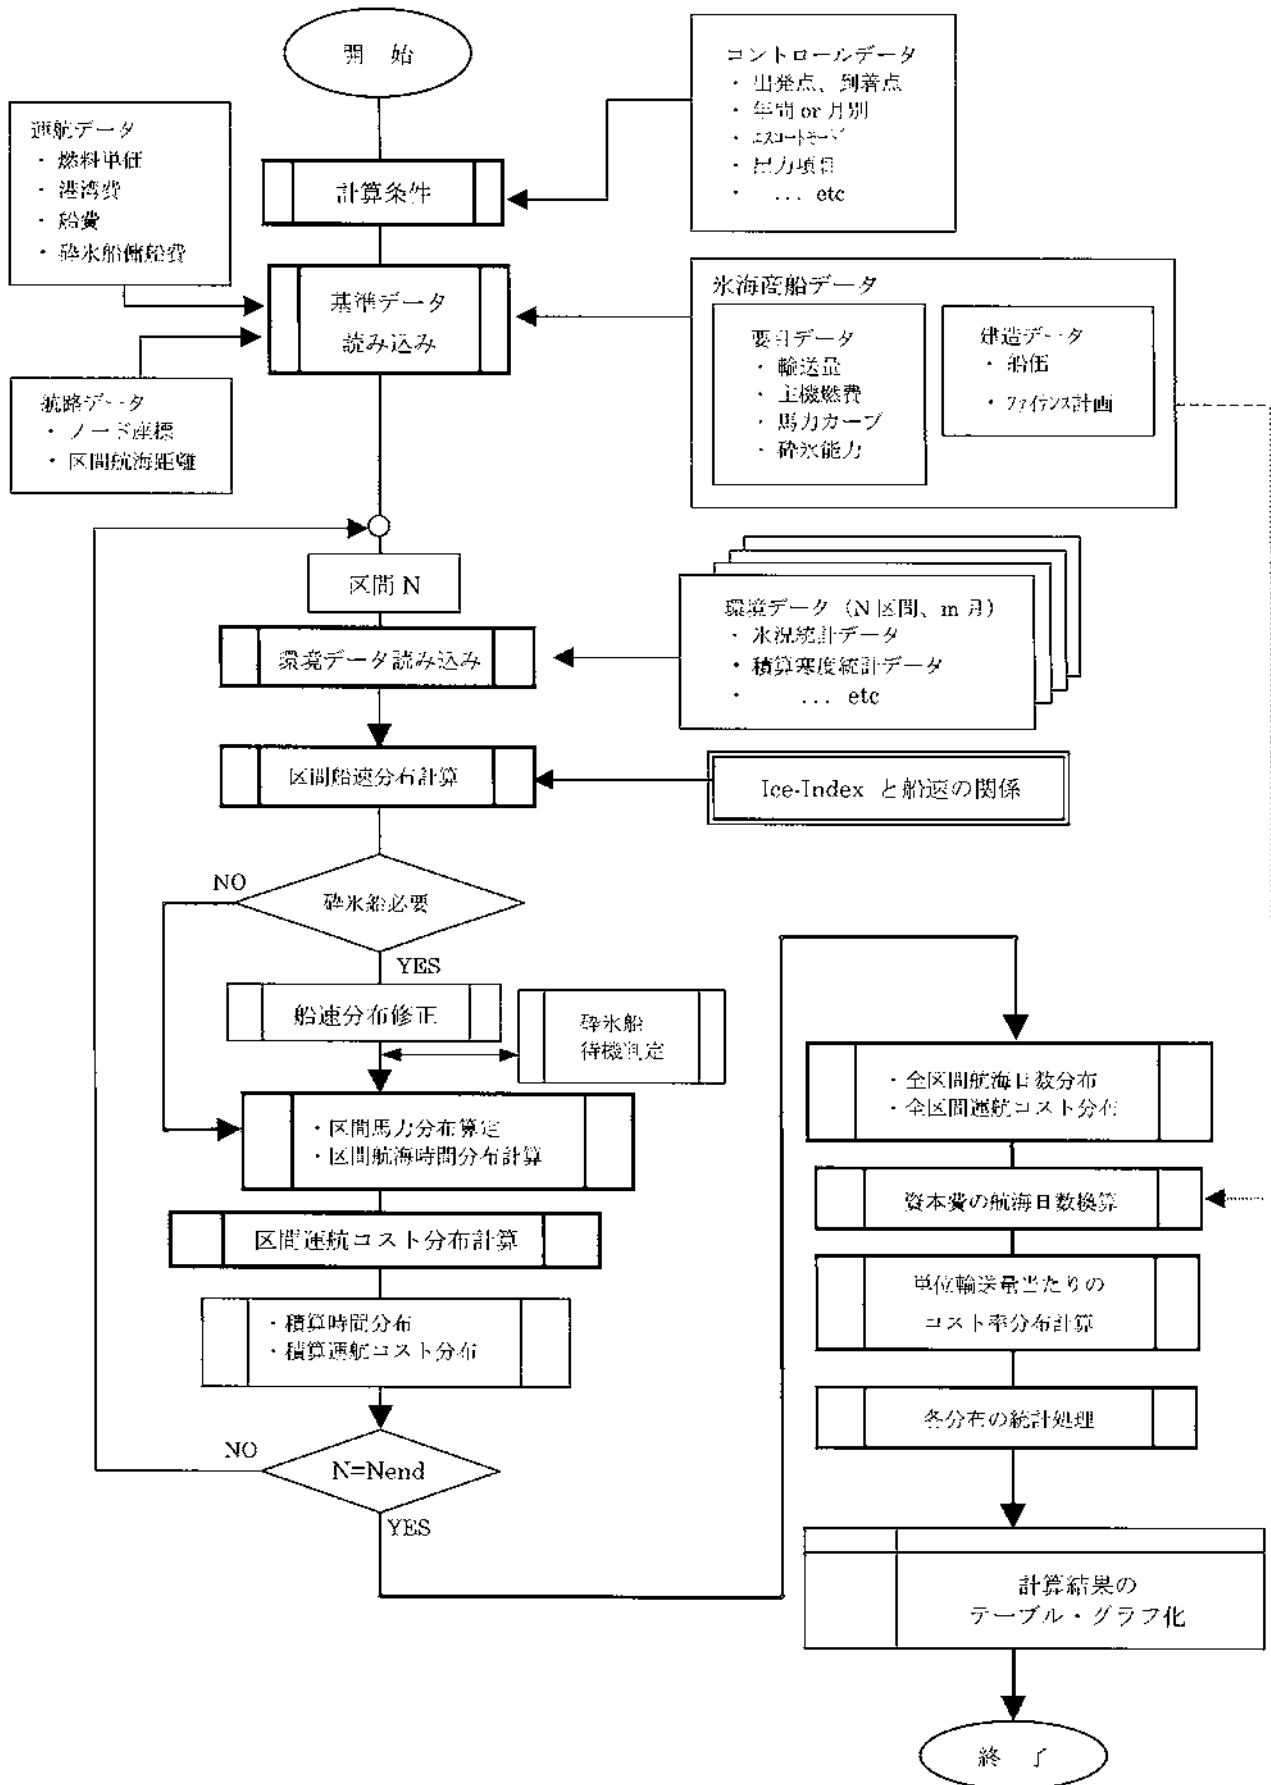 開 始
コントロールデータ
・ 出発点、到着点
・ 年間 or 月別
・ エスコートモード
・ 出力項目
・ ... etc
運航データ
・ 燃料単価
・ 港湾費
・ 船費
・ 砕氷船傭船費
計算条件
基準データ
読み込み
氷海商船データ
要目データ
・ 輸送量
・ 主機燃費
・ 馬力カーブ
・ 砕氷能力
建造データ
・ 船価
・ ファイナンス計画
航路データ
・ ノード座標
・ 区間航海距離
区間 N
環境データ (N 区間、m 月)
・ 氷況統計データ
・ 積算寒度統計データ
・ ... etc
環境データ読み込み
区間船速分布計算
Ice-Index と船速の関係
砕氷船必要
NO
YES
船速分布修正
砕氷船
待機判定
・区間馬力分布算定
・区間航海時間分布計算
区間運航コスト分布計算
・積算時間分布
・積算運航コスト分布
N=Nend
NO
YES
・全区間航海日数分布
・全区間運航コスト分布
資本費の航海日数換算
単位輸送量当たりの
コスト率分布計算
各分布の統計処理
計算結果の
テーブル・グラフ化
終 了